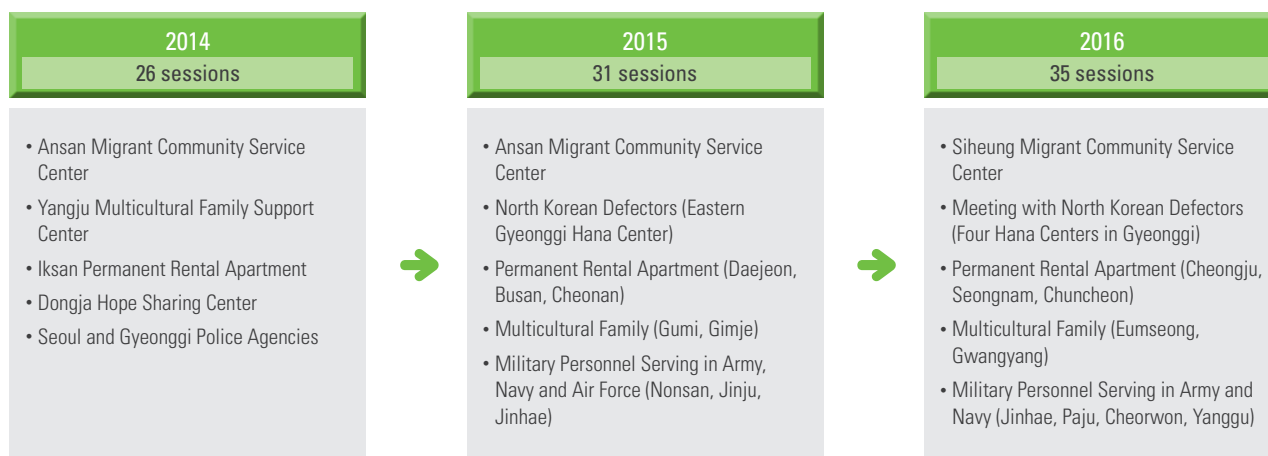 2014
26 sessions
• Ansan Migrant Community Service
Center
• Yangju Multicultural Family Support
Center
• Iksan Permanent Rental Apartment
• Dongja Hope Sharing Center
• Seoul and Gyeonggi Police Agencies
2015
31 sessions
• Ansan Migrant Community Service
Center
• North Korean Defectors (Eastern
Gyeonggi Hana Center)
• Permanent Rental Apartment (Daejeon,
Busan, Cheonan)
• Multicultural Family (Gumi, Gimje)
• Military Personnel Serving in Army,
Navy and Air Force (Nonsan, Jinju,
Jinhae)
2016
35 sessions
• Siheung Migrant Community Service
Center
• Meeting with North Korean Defectors
(Four Hana Centers in Gyeonggi)
• Permanent Rental Apartment (Cheongju,
Seongnam, Chuncheon)
• Multicultural Family (Eumseong,
Gwangyang)
• Military Personnel Serving in Army and
Navy (Jinhae, Paju, Cheorwon, Yanggu)